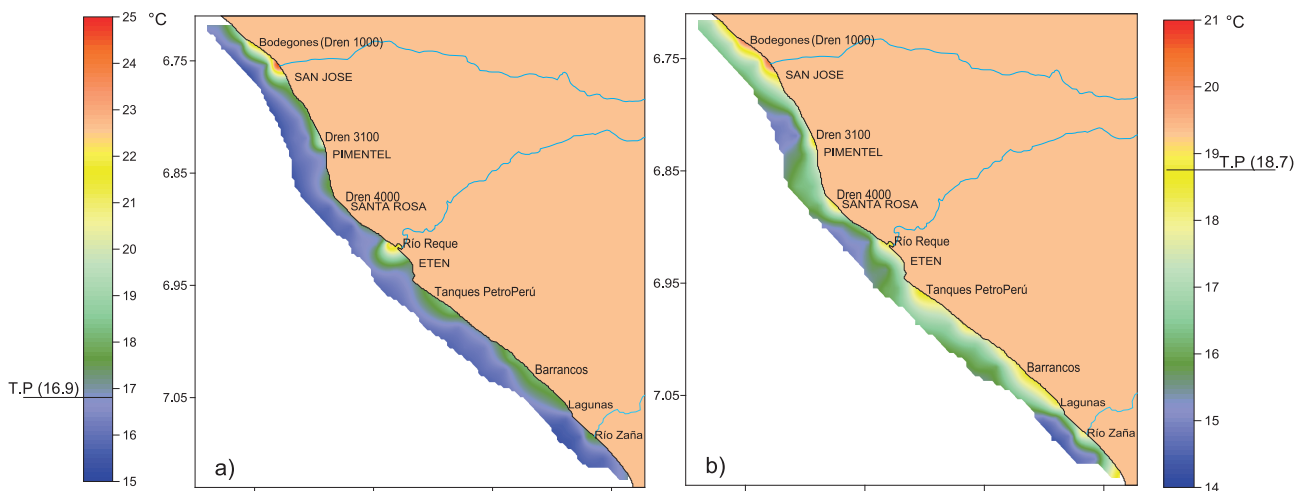 25 °C
24
23
22
21
20
19
18
17
T.P (16.9)
16
15
6.75
6.85
6.95
7.05
Bodegones (Dren 1000)
SAN JOSE
Dren 3100
PIMENTEL
Dren 4000
SANTA ROSA
Río Reque
ETEN
Tanques PetroPerú
Barrancos
Lagunas
Río Zaña
a)
6.75
6.85
6.95
7.05
Bodegones (Dren 1000)
SAN JOSE
Dren 3100
PIMENTEL
Dren 4000
SANTA ROSA
Río Reque
ETEN
Tanques PetroPerú
Barrancos
Lagunas
Río Zaña
b)
21 °C
20
19
T.P (18.7)
18
17
16
15
14